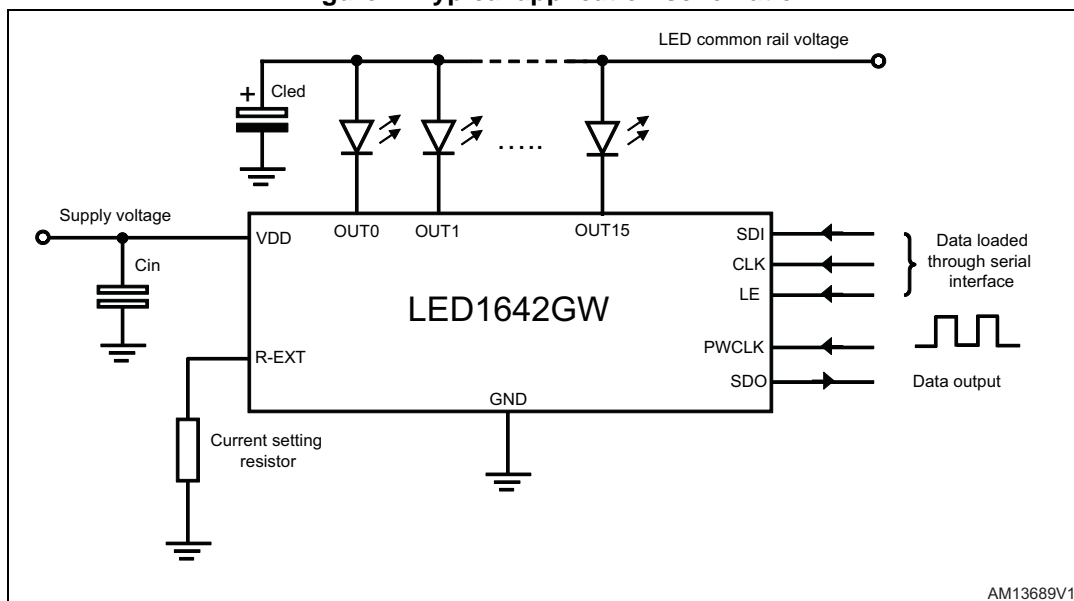 LED common rail voltage
+
Cled
.....
Supply voltage
VDD
OUT0
OUT1
OUT15
SDI
CLK
LE
Data loaded
through serial
interface
Cin
LED1642GW
R-EXT
PWCLK
SDO
Data output
GND
Current setting
resistor
AM13689V1